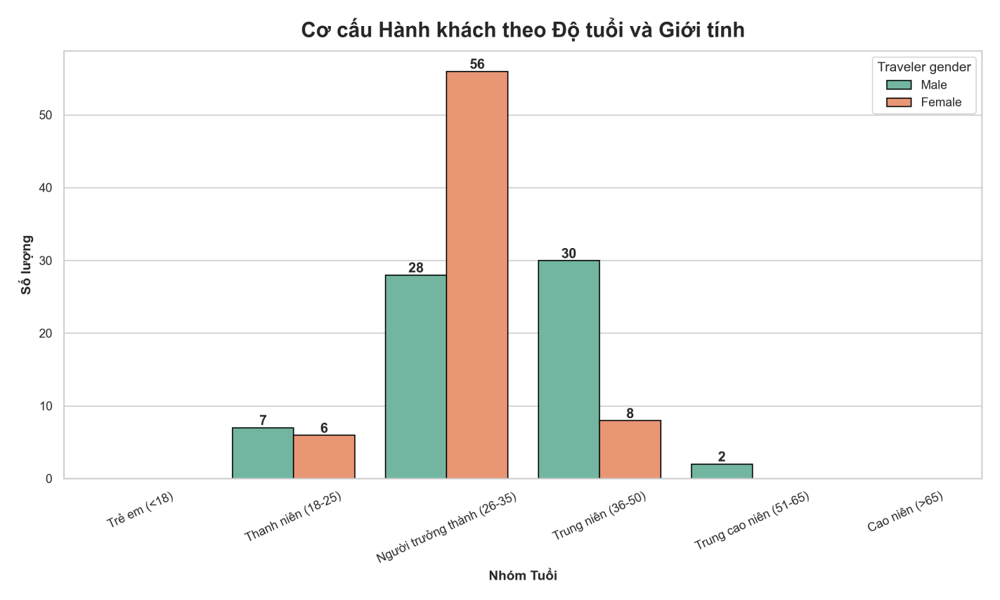 Cơ cấu Hành khách theo Độ tuổi và Giới tính
Traveler gender
Male
Female
Số lượng
50
40
30
20
10
0
56
28
30
7
6
8
2
Trẻ em (<18)
Thanh niên (18-25)
Người trưởng thành (26-35)
Trung niên (36-50)
Trung cao niên (51-65)
Cao niên (>65)
Nhóm Tuổi